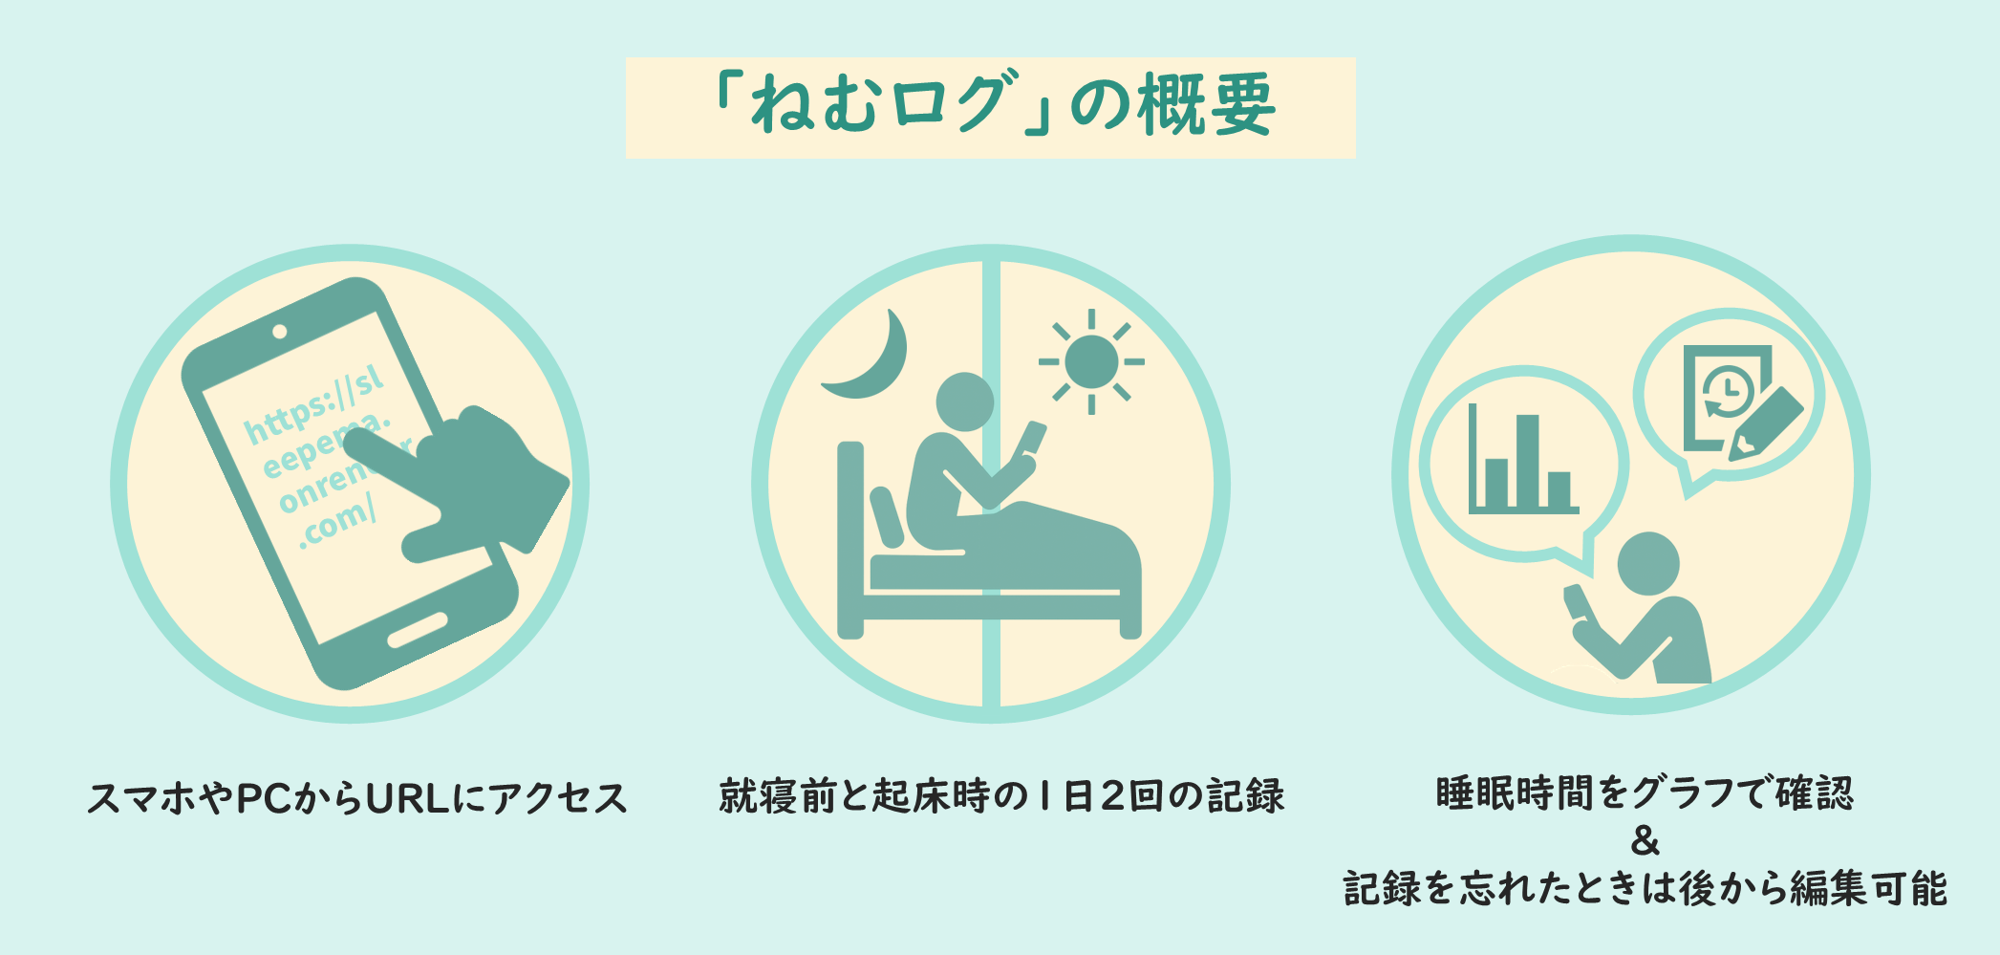 「ねむログ」の概要
https://sl
eepema.
onrender
.com/
スマホやPCからURLにアクセス
就寝前と起床時の1日2回の記録
睡眠時間をグラフで確認
&
記録を忘れたときは後から編集可能